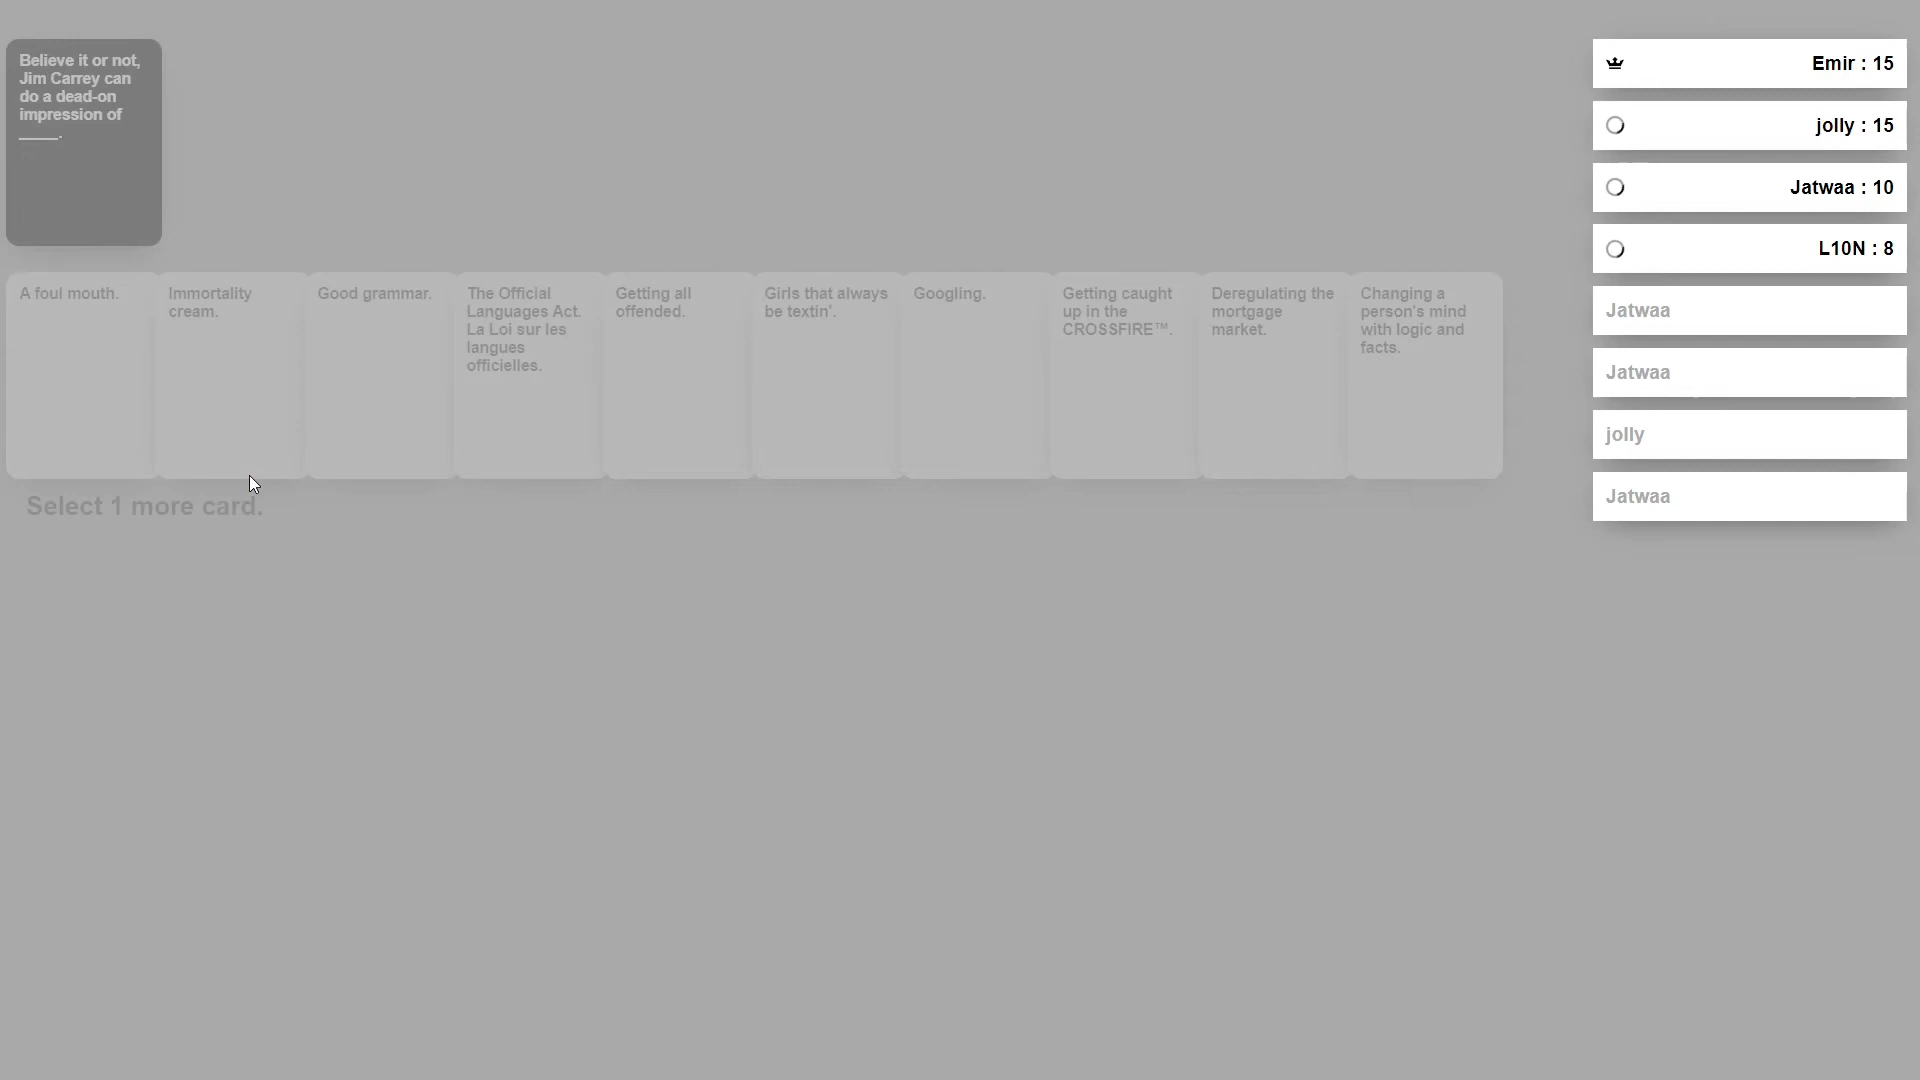 Believe it or not,
Jim Carrey can
do a dead-on
impression of
_____.
A foul mouth.
Immortality
cream.
Good grammar.
The Official
Languages Act.
La Loi sur les
langues
officielles.
Getting all
offended.
Girls that always
be textin'.
Googling.
Getting caught
up in the
CROSSFIRE™.
Deregulating the
mortgage
market.
Changing a
person's mind
with logic and
facts.
Select 1 more card.
Emir : 15
jolly : 15
Jatwaa : 10
L10N : 8
Jatwaa
Jatwaa
jolly
Jatwaa